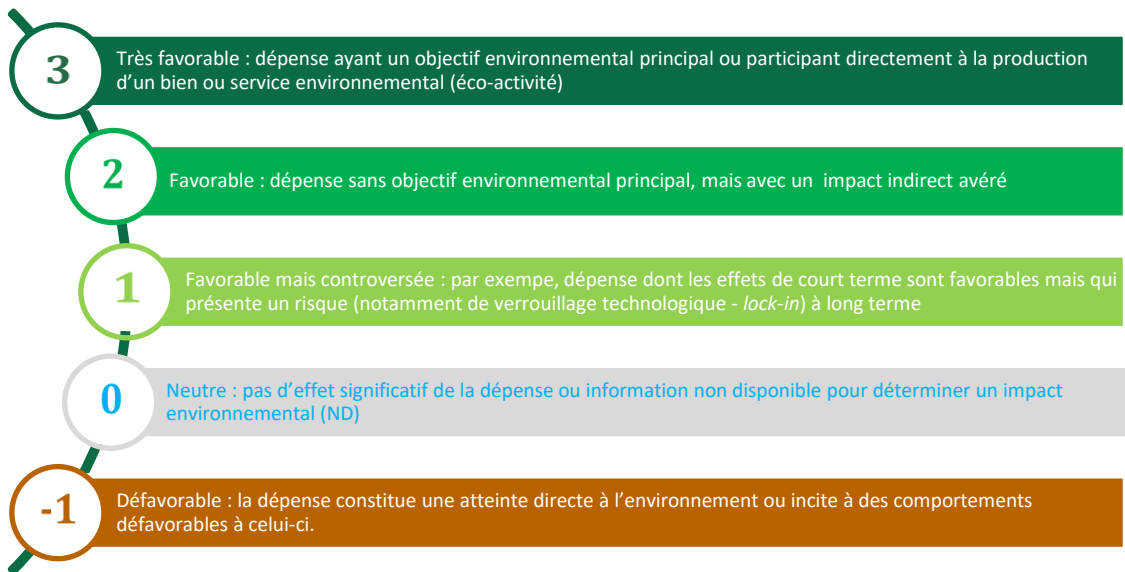 3
Très favorable : dépense ayant un objectif environnemental principal ou participant directement à la production
d’un bien ou service environnemental (éco-activité)
2
Favorable : dépense sans objectif environnemental principal, mais avec un impact indirect avéré
1
Favorable mais controversée : par exemple, dépense dont les effets de court terme sont favorables mais qui
présente un risque (notamment de verrouillage technologique - lock-in) à long terme
0
Neutre : pas d’effet significatif de la dépense ou information non disponible pour déterminer un impact
environnemental (ND)
-1
Défavorable : la dépense constitue une atteinte directe à l’environnement ou incite à des comportements
défavorables à celui-ci.